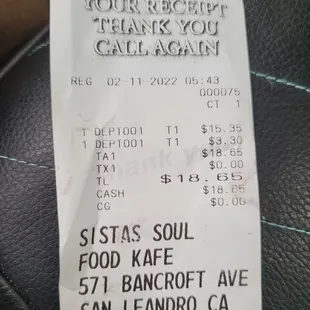 YOUR RECEIPT
THANK YOU
CALL AGAIN
REG 02-11-2022 05:43
000075
CT 1
1 DEPT001 T1 $15.35
1 DEPT001 T1 $3.30
TA1 $18.65
TX1 $0.00
TL $18.65
CASH $18.65
CG $0.00
SISTAS SOUL
FOOD KAFE
571 BANCROFT AVE
SAN LEANDRO CA